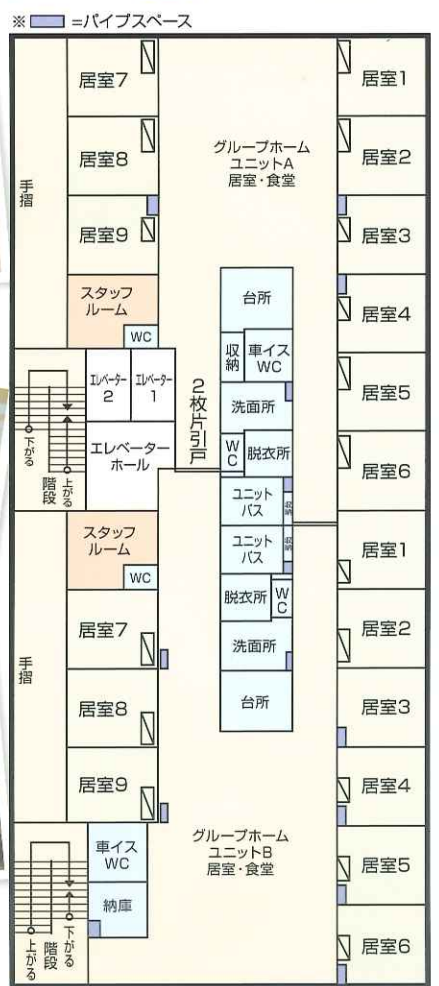 ※ =パイプスペース
居室7
居室8
居室9
手摺
スタッフ
ルーム
WC
グループホーム
ユニットA
居室・食堂
居室1
居室2
居室3
居室4
居室5
居室6
台所
収納
車イス
WC
洗面所
WC
脱衣所
ユニット
バス
収納
2枚片引戸
エレベーター
2
エレベーター
1
エレベーター
ホール
下がる
階段
上がる
スタッフ
ルーム
WC
ユニット
バス
収納
脱衣所
WC
洗面所
台所
手摺
居室7
居室8
居室9
居室1
居室2
居室3
居室4
居室5
居室6
グループホーム
ユニットB
居室・食堂
車イス
WC
納庫
上がる
階段
下がる